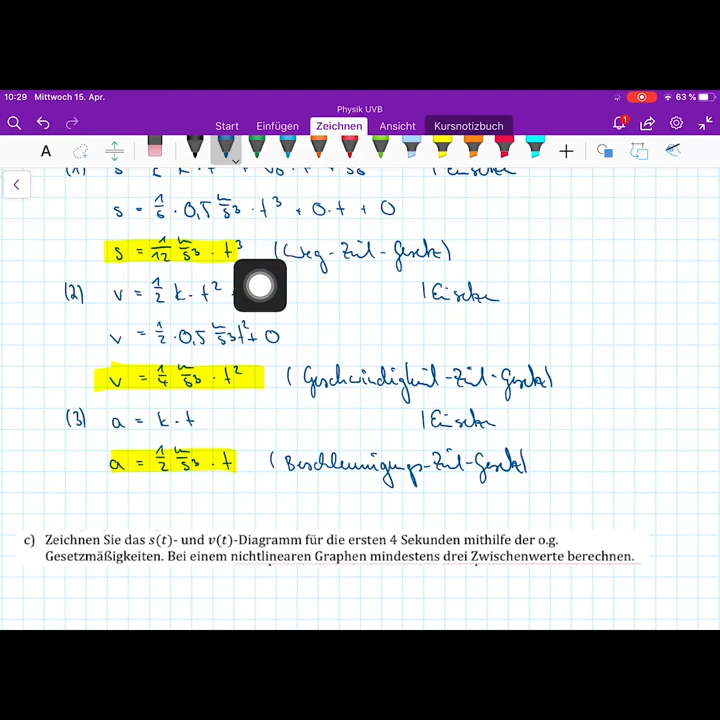 10:29 Mittwoch 15. Apr. 63 %
Physik UVB
Start Einfügen Zeichnen Ansicht Kursnotizbuch
1
A
(1) s
s = 1/6 · 0,5 m/s³ · t³ + 0 · t + 0
s = 1/12 m/s³ · t³ (Weg-Zeit-Gesetz)
(2) v = 1/2 k · t² | Einsetzen
v = 1/2 · 0,5 m/s³ t² + 0
v = 1/4 m/s³ · t² (Geschwindigkeit-Zeit-Gesetz)
(3) a = k · t | Einsetzen
a = 1/2 m/s³ · t (Beschleunigungs-Zeit-Gesetz)
c) Zeichnen Sie das s(t)- und v(t)-Diagramm für die ersten 4 Sekunden mithilfe der o.g.
Gesetzmäßigkeiten. Bei einem nichtlinearen Graphen mindestens drei Zwischenwerte berechnen.